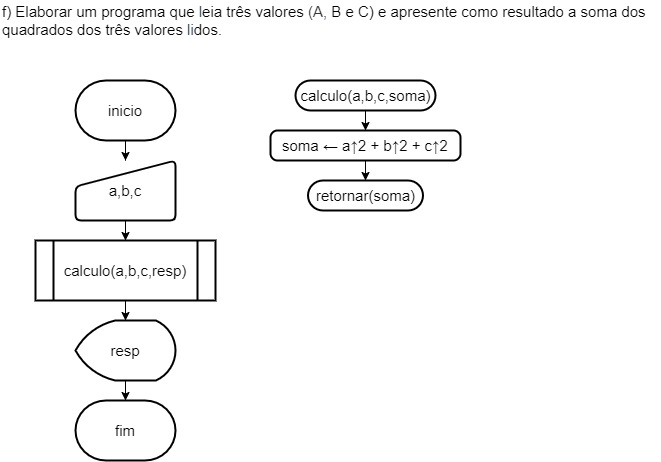 f) Elaborar um programa que leia três valores (A, B e C) e apresente como resultado a soma dos
quadrados dos três valores lidos.
inicio
a,b,c
calculo(a,b,c,resp)
resp
fim
calculo(a,b,c,soma)
soma ← a↑2 + b↑2 + c↑2
retornar(soma)